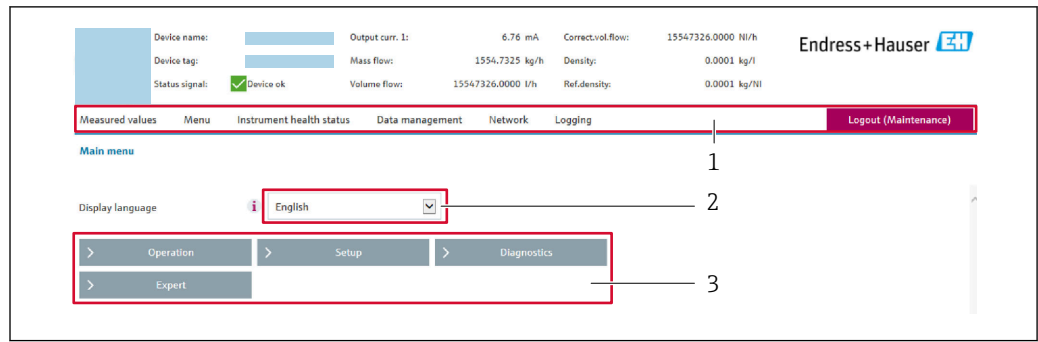 Device name: Output curr. 1: 6.76 mA Correct.vol.flow: 15547326.0000 Nl/h
Endress+Hauser EH
Device tag: Mass flow: 1554.7325 kg/h Density: 0.0001 kg/l
Status signal: Device ok Volume flow: 15547326.0000 l/h Ref.density: 0.0001 kg/Nl
Measured values Menu Instrument health status Data management Network Logging Logout (Maintenance)
1
Main menu
Display language i English 2
> Operation > Setup > Diagnostics
> Expert 3